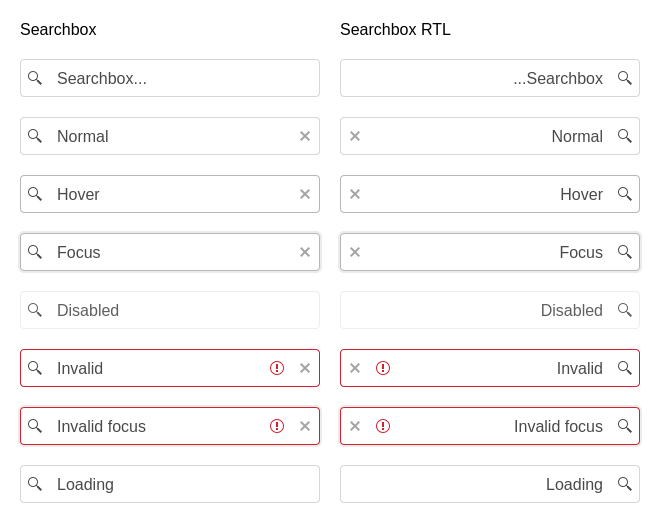 Searchbox
Searchbox RTL
Searchbox...
...Searchbox
Normal
Normal
Hover
Hover
Focus
Focus
Disabled
Disabled
Invalid
Invalid
Invalid focus
Invalid focus
Loading
Loading